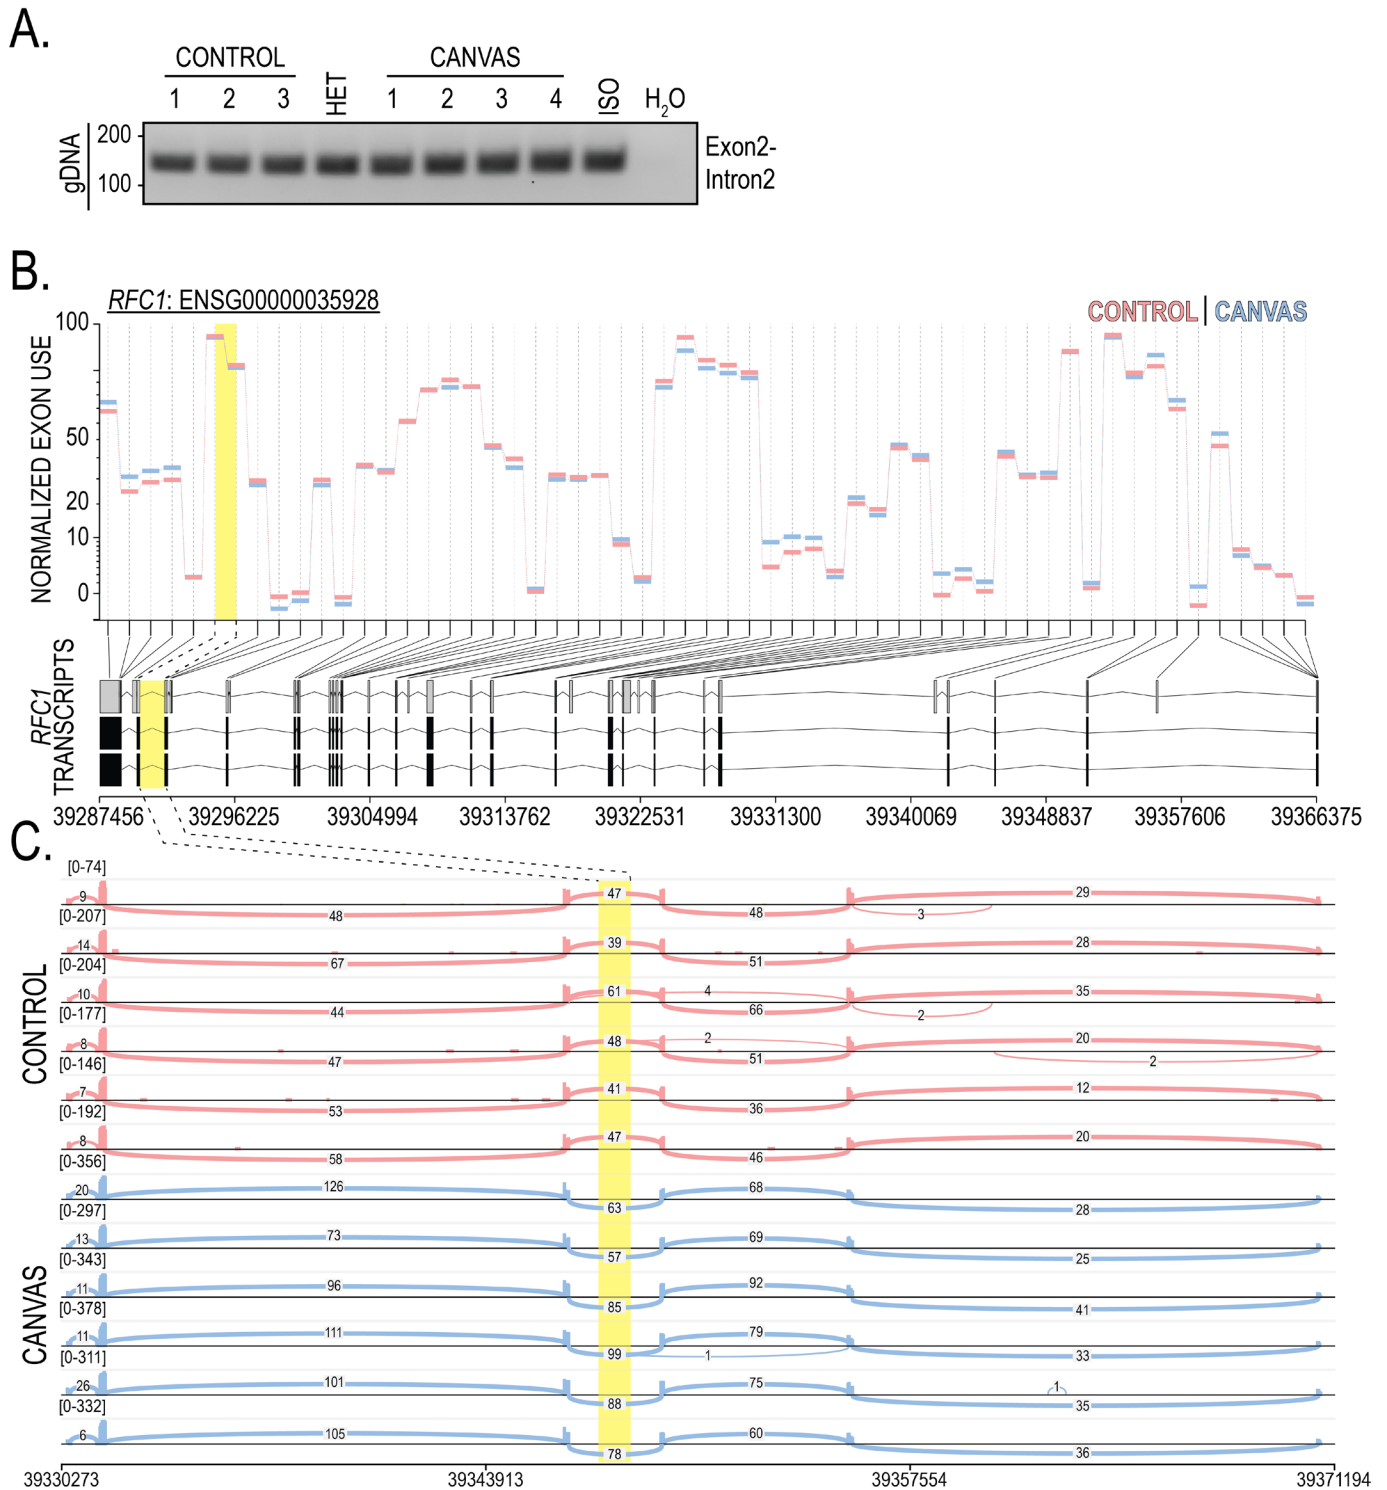 A.
CONTROL CANVAS
1 2 3 HET 1 2 3 4 ISO H2O
gDNA
200
100
Exon2-
Intron2
B.
RFC1: ENSG00000035928
CONTROL | CANVAS
NORMALIZED EXON USE
100
50
20
10
0
RFC1
TRANSCRIPTS
39287456 39296225 39304994 39313762 39322531 39331300 39340069 39348837 39357606 39366375
C.
CONTROL
[0-74]
9 48 47 48 3 29
[0-207]
14 67 39 51 28
[0-204]
10 44 61 4 66 2 35
[0-177]
8 47 48 2 51 20 2
[0-146]
7 53 41 36 12
[0-192]
8 58 47 46 20
[0-356]
CANVAS
20 126 63 68 28
[0-297]
13 73 57 69 25
[0-343]
11 96 85 92 41
[0-378]
11 111 99 1 79 33
[0-311]
26 101 88 75 1 35
[0-332]
6 105 78 60 36
39330273 39343913 39357554 39371194